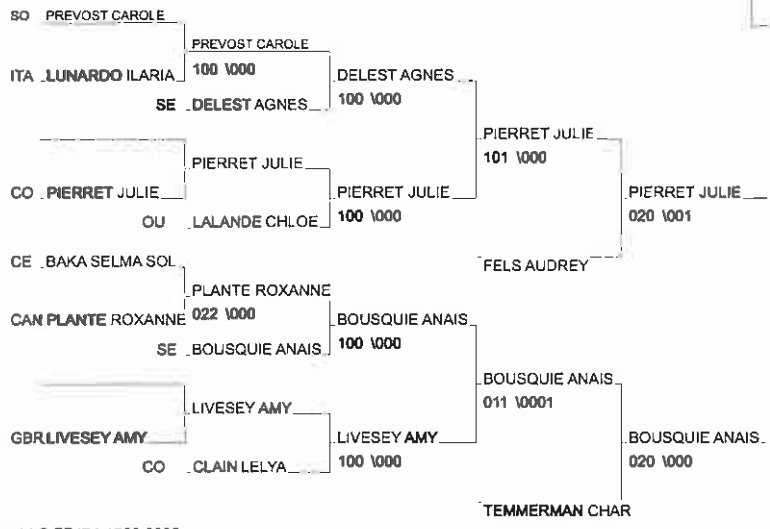 SO PREVOST CAROLE
PREVOST CAROLE
ITA LUNARDO ILARIA 100 \000 DELEST AGNES
SE DELEST AGNES 100 \000
PIERRET JULIE
PIERRET JULIE 101 \000
CO PIERRET JULIE PIERRET JULIE PIERRET JULIE
OU LALANDE CHLOE 100 \000 020 \001
CE BAKA SELMA SOL FELS AUDREY
PLANTE ROXANNE
CAN PLANTE ROXANNE 022 \000 BOUSQUIE ANAIS
SE BOUSQUIE ANAIS 100 \000
BOUSQUIE ANAIS
LIVESEY AMY 011 \0001
GBR LIVESEY AMY LIVESEY AMY BOUSQUIE ANAIS
CO CLAIN LELYA 100 \000 020 \000
TEMMERMAN CHAR